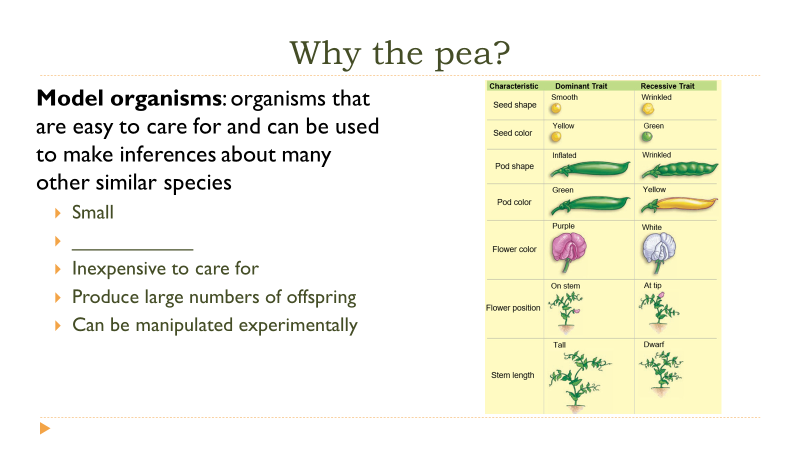 Why the pea?
Model organisms: organisms that
are easy to care for and can be used
to make inferences about many
other similar species
Small
____________
Inexpensive to care for
Produce large numbers of offspring
Can be manipulated experimentally
Characteristic Dominant Trait Recessive Trait
Seed shape Smooth Wrinkled
Seed color Yellow Green
Pod shape Inflated Wrinkled
Pod color Green Yellow
Flower color Purple White
Flower position On stem At tip
Stem length Tall Dwarf